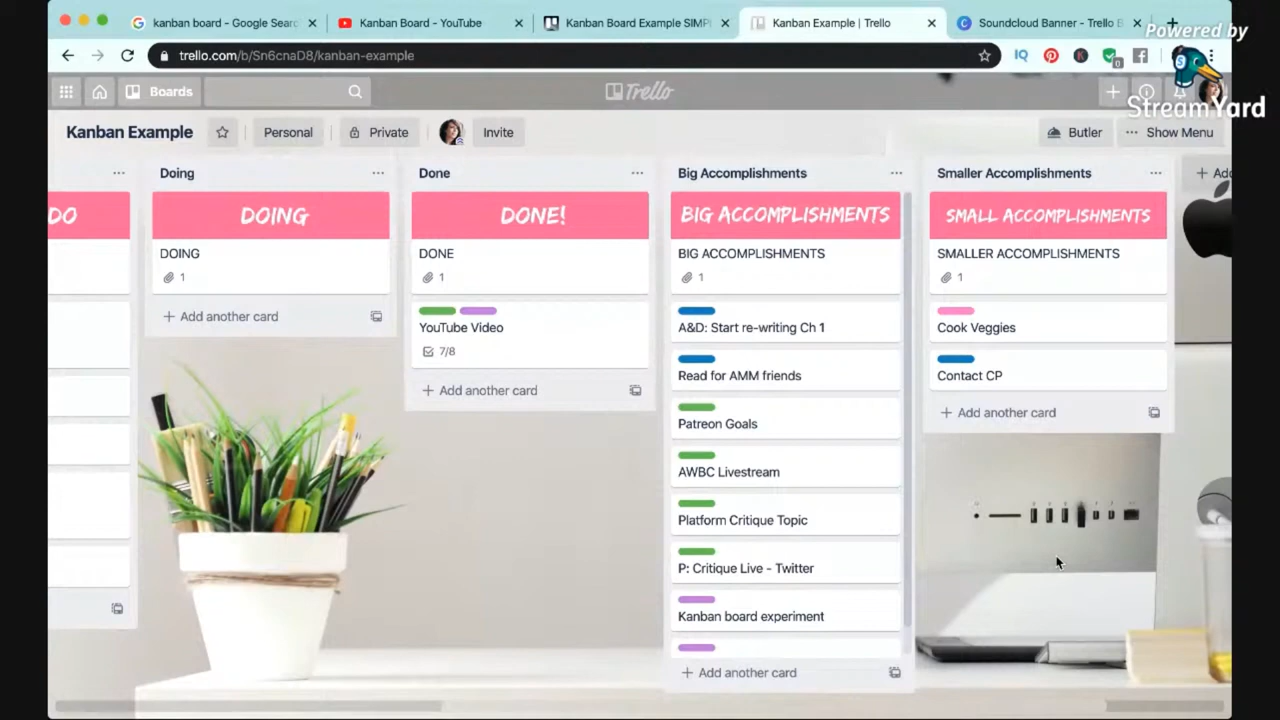 kanban board - Google Searc
Kanban Board - YouTube
Kanban Board Example SIMPL
Kanban Example | Trello
Soundcloud Banner - Trello B
Powered by
StreamYard
trello.com/b/Sn6cnaD8/kanban-example
IQ
0
Boards
Trello
Kanban Example
Personal
Private
Invite
Butler
Show Menu
DO
Doing
DOING
DOING
1
Add another card
Done
DONE!
DONE
1
YouTube Video
7/8
Add another card
Big Accomplishments
BIG ACCOMPLISHMENTS
BIG ACCOMPLISHMENTS
1
A&D: Start re-writing Ch 1
Read for AMM friends
Patreon Goals
AWBC Livestream
Platform Critique Topic
P: Critique Live - Twitter
Kanban board experiment
Add another card
Smaller Accomplishments
SMALL ACCOMPLISHMENTS
SMALLER ACCOMPLISHMENTS
1
Cook Veggies
Contact CP
Add another card
Add